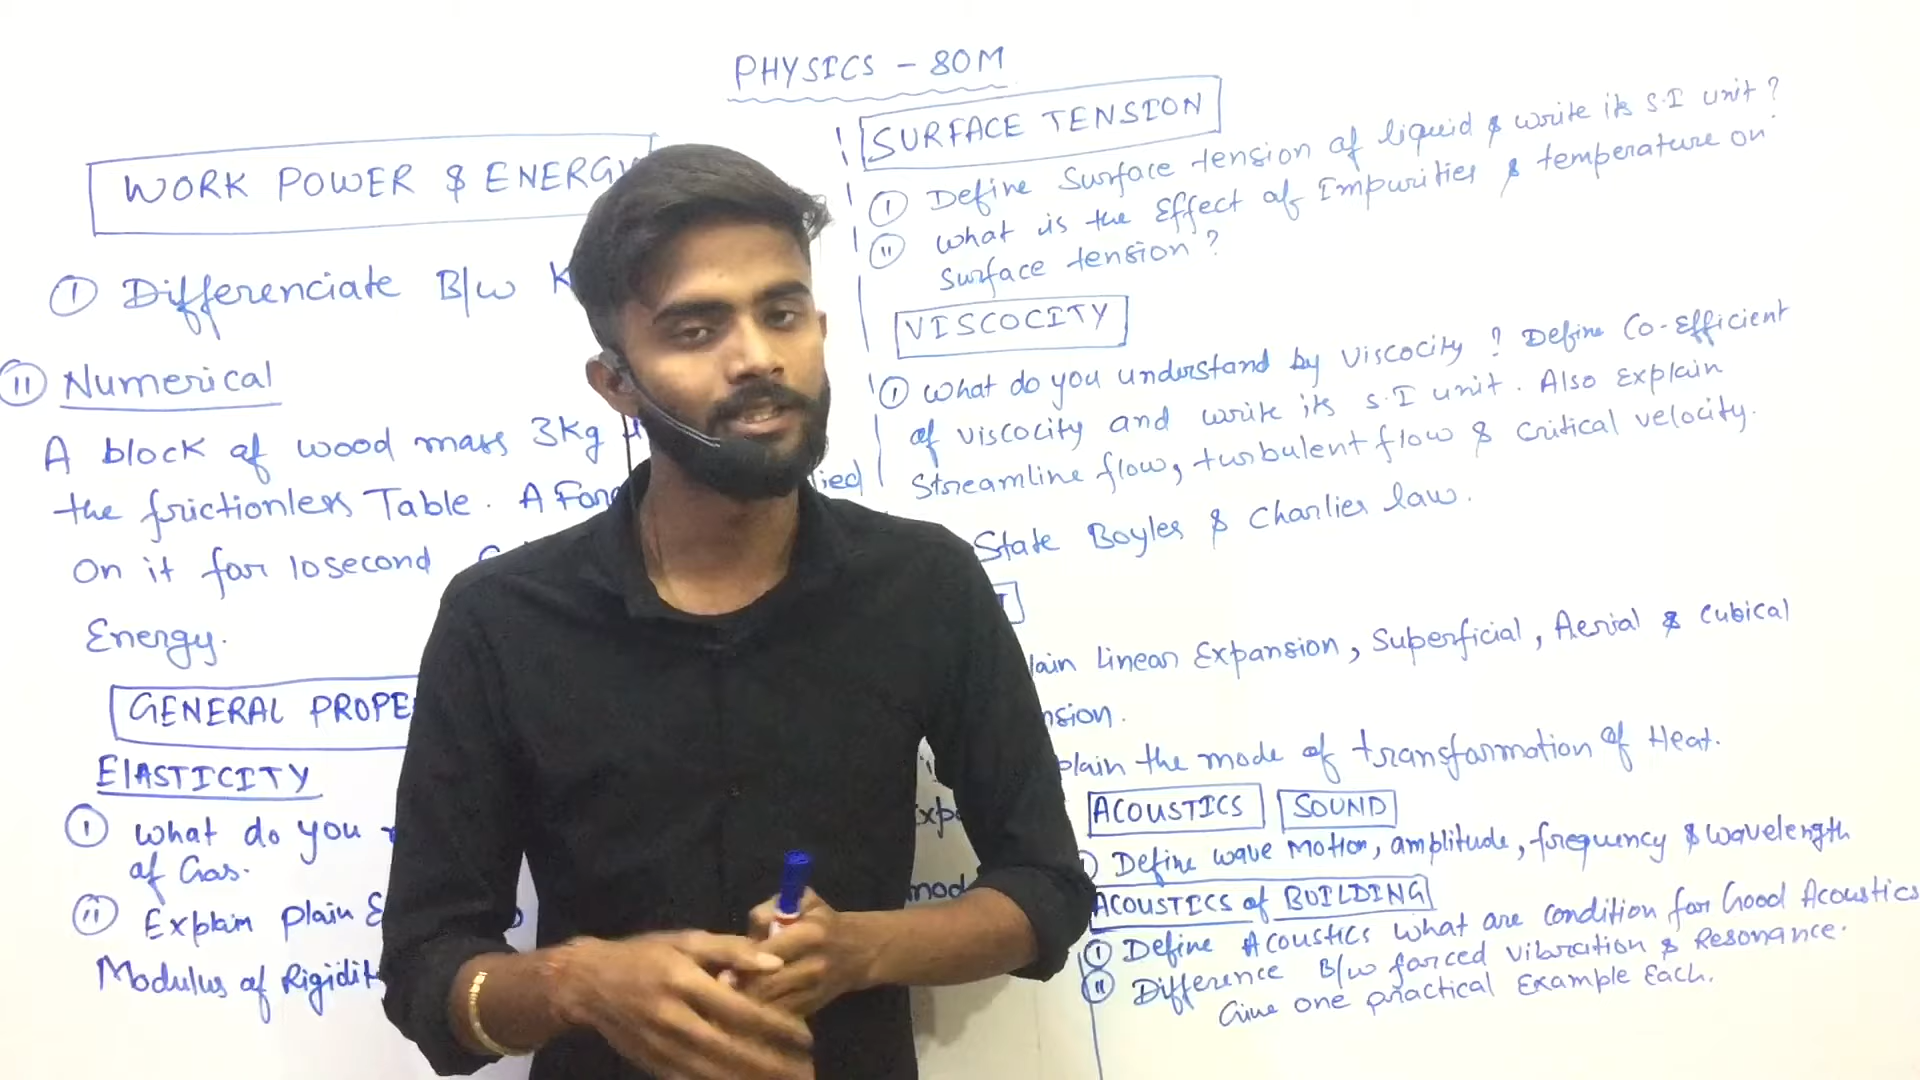 PHYSICS - 80M
WORK POWER & ENERGY
I Differenciate B/w K
II Numerical
A block of wood mass 3kg
the frictionless Table. A Forc
On it for 10second
Energy.
GENERAL PROPE
ElASTICITY
I what do you
of Gas.
II Explain plain
Modulus of Rigidit
lied
SURFACE TENSION
I Define Surface tension of liquid & write its S.I unit?
II What is the Effect of Impurities & temperature on
Surface tension?
VISCOCITY
I What do you understand by Viscocity? Define Co-Efficient
of Viscocity and write its S.I unit. Also Explain
Streamline flow, turbulent flow & Critical velocity.
State Boyles & Charlies law.
lain Linear Expansion, Superficial, Aerial & Cubical
nsion.
plain the mode of transformation of Heat.
ACOUSTICS SOUND
I Define wave Motion, amplitude, frequency & wavelength
ACOUSTICS of BUILDING
I Define Acoustics What are Condition for Good Acoustics
II Difference B/w forced Vibration & Resonance.
Give one practical Example Each.